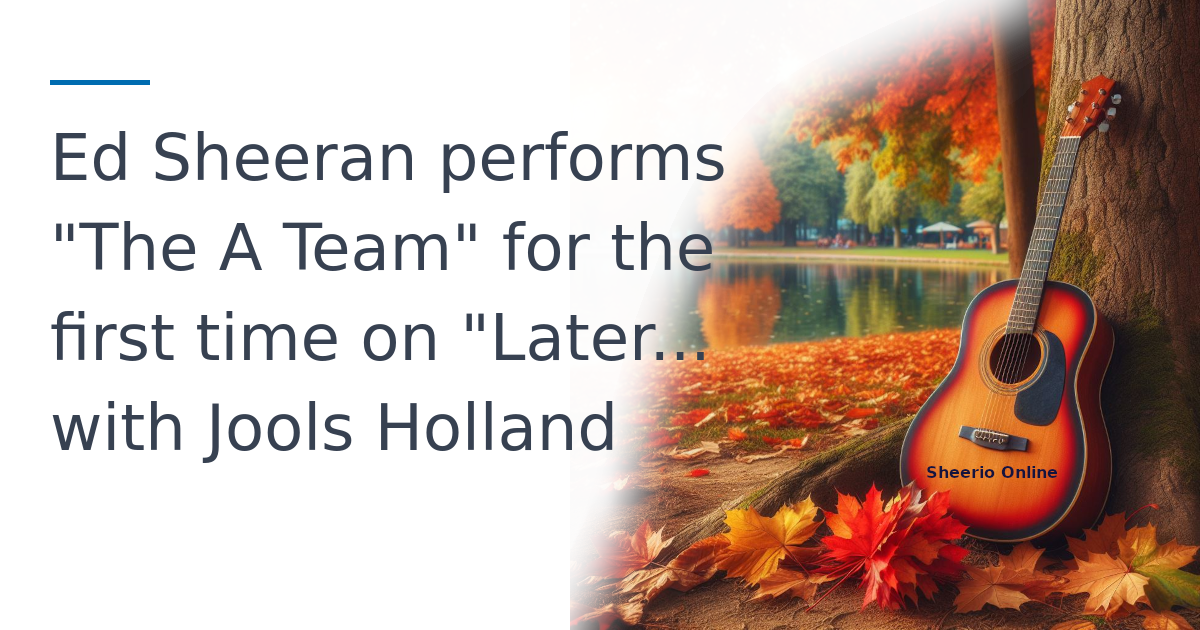 Ed Sheeran performs
"The A Team" for the
first time on "Later...
with Jools Holland
Sheerio Online